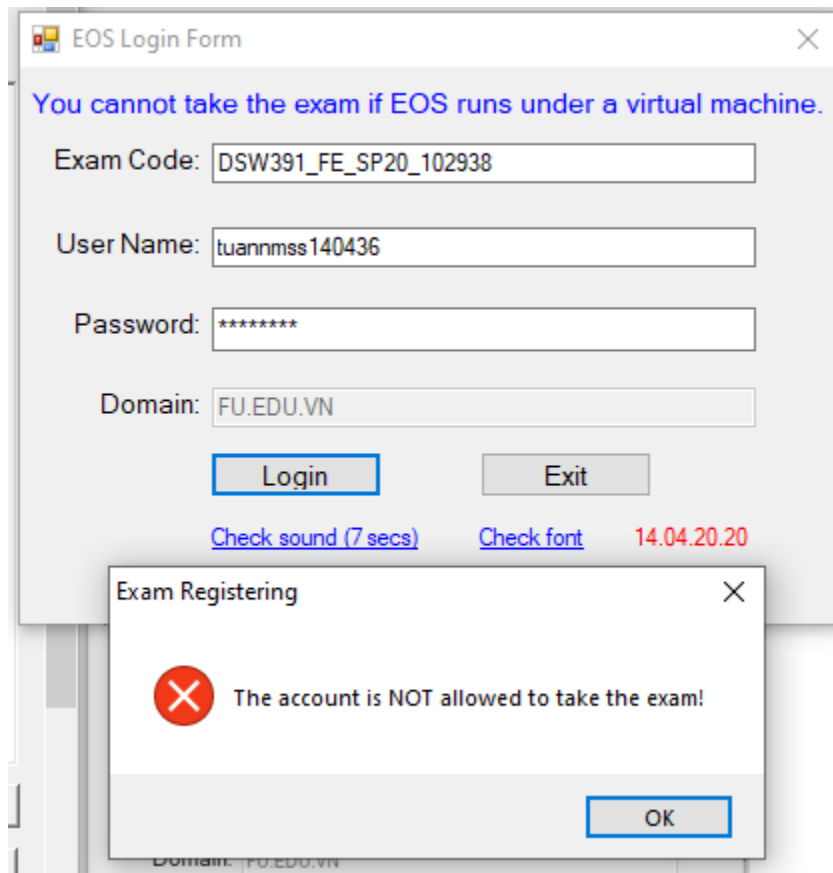 EOS Login Form
You cannot take the exam if EOS runs under a virtual machine.
Exam Code: DSW391_FE_SP20_102938
User Name: tuannmss140436
Password: ********
Domain: FU.EDU.VN
Login Exit
Check sound (7 secs) Check font 14.04.20.20
Exam Registering
The account is NOT allowed to take the exam!
OK
Domain: FU.EDU.VN